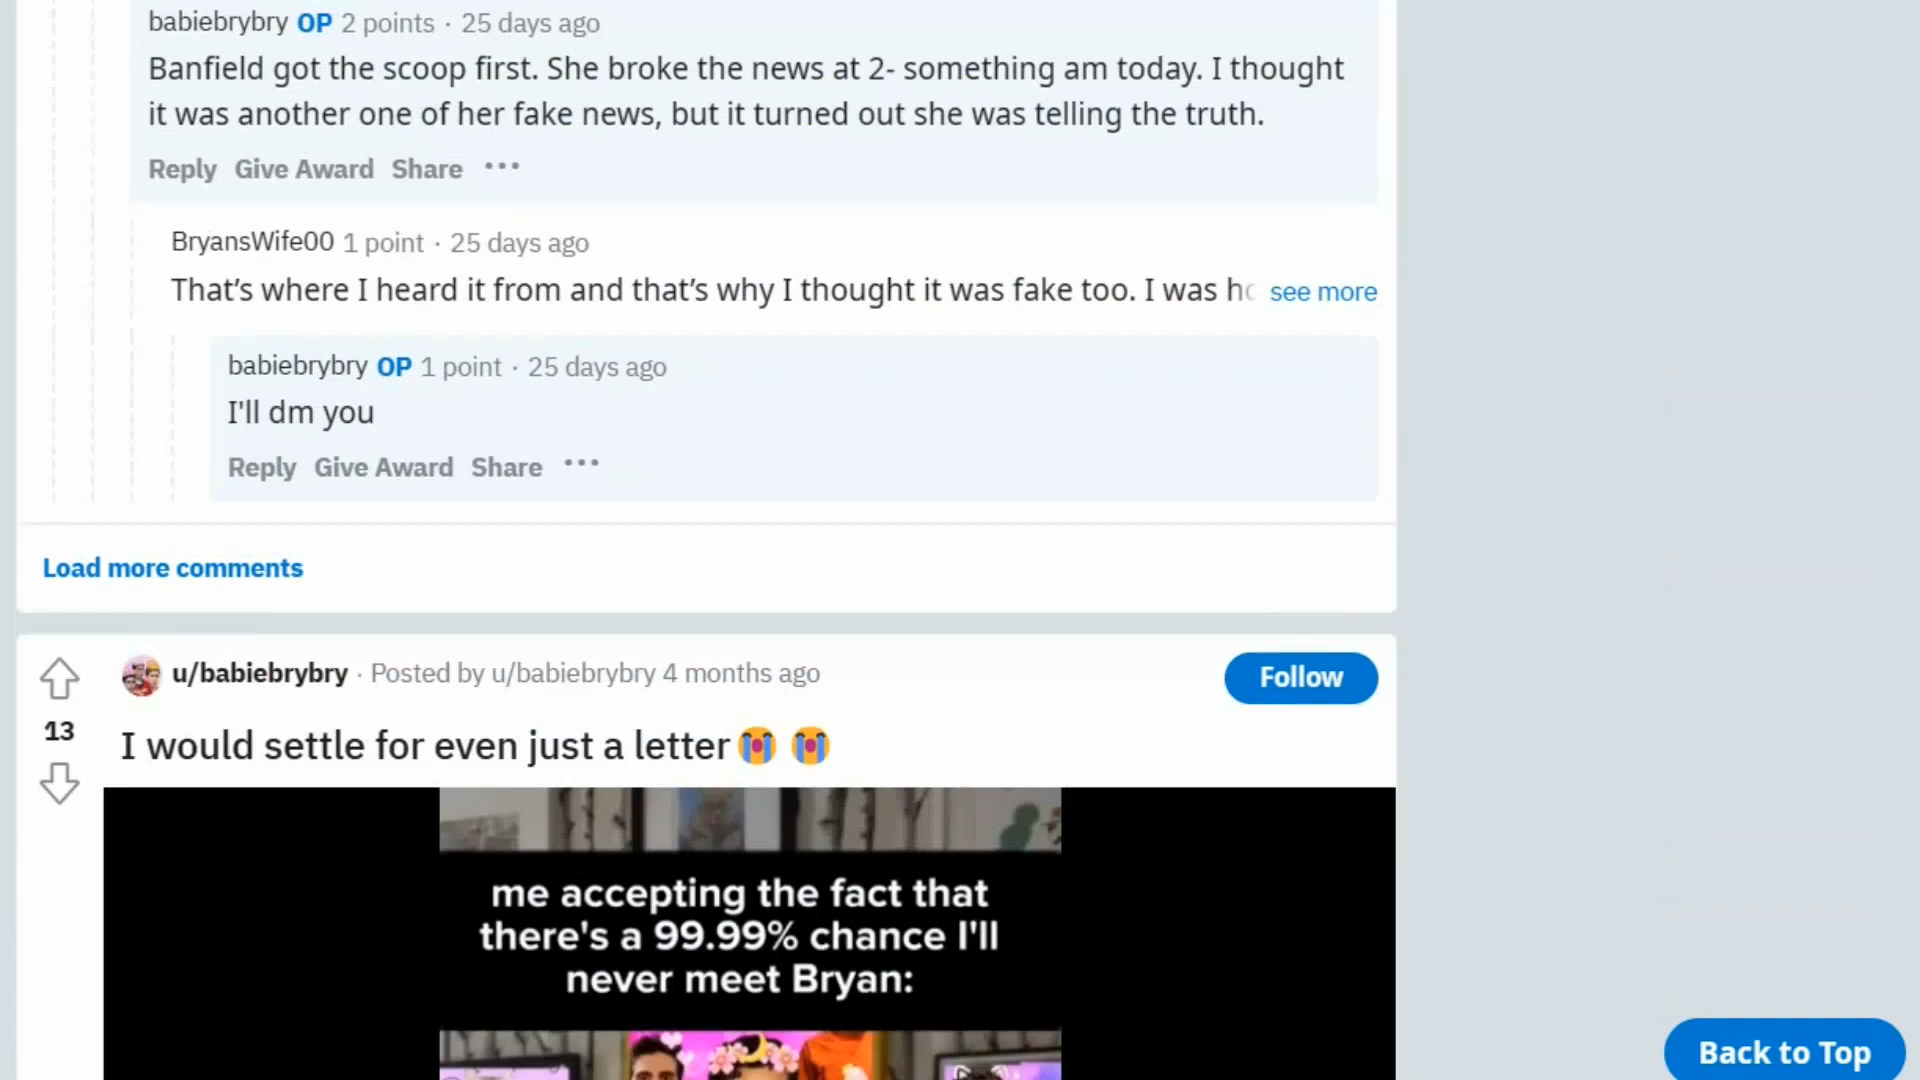 babiebrybry OP 2 points · 25 days ago
Banfield got the scoop first. She broke the news at 2- something am today. I thought
it was another one of her fake news, but it turned out she was telling the truth.
Reply Give Award Share ···
BryansWife00 1 point · 25 days ago
That’s where I heard it from and that’s why I thought it was fake too. I was see more
babiebrybry OP 1 point · 25 days ago
I'll dm you
Reply Give Award Share ···
Load more comments
u/babiebrybry · Posted by u/babiebrybry 4 months ago
Follow
13
I would settle for even just a letter😭 😭
me accepting the fact that
there's a 99.99% chance I'll
never meet Bryan:
Back to Top